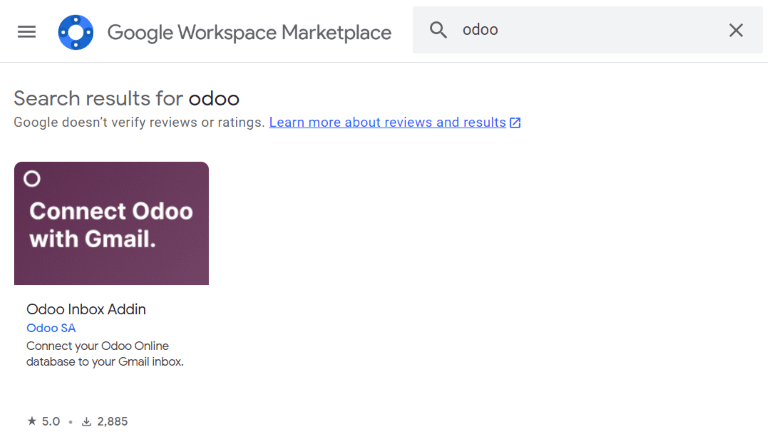 Google Workspace Marketplace
odoo
Search results for odoo
Google doesn't verify reviews or ratings. Learn more about reviews and results
Connect Odoo
with Gmail.
Odoo Inbox Addin
Odoo SA
Connect your Odoo Online
database to your Gmail inbox.
★ 5.0 • 2,885